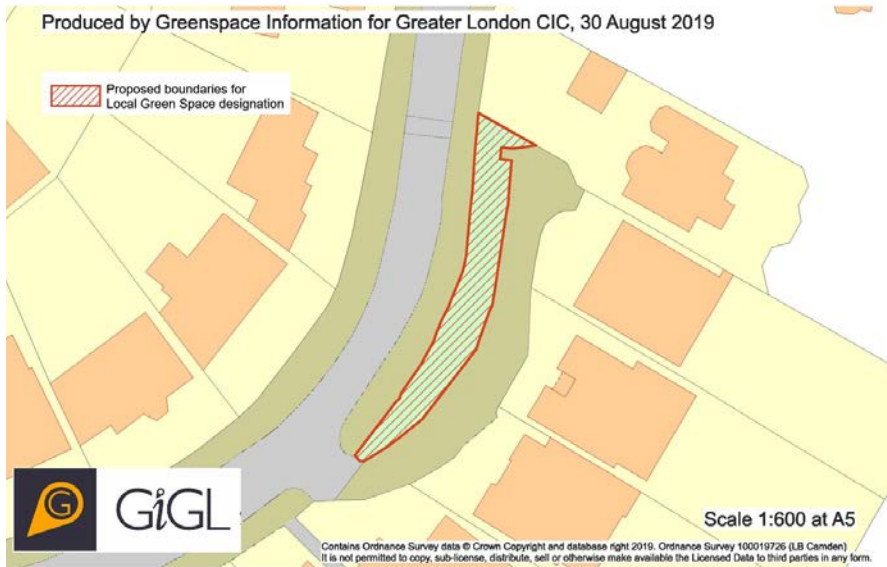 Produced by Greenspace Information for Greater London CIC, 30 August 2019
Proposed boundaries for
Local Green Space designation
G
GiGL
Scale 1:600 at A5
Contains Ordnance Survey data © Crown Copyright and database right 2019. Ordnance Survey 100019726 (LB Camden)
It is not permitted to copy, sub-license, distribute, sell or otherwise make available the Licensed Data to third parties in any form.